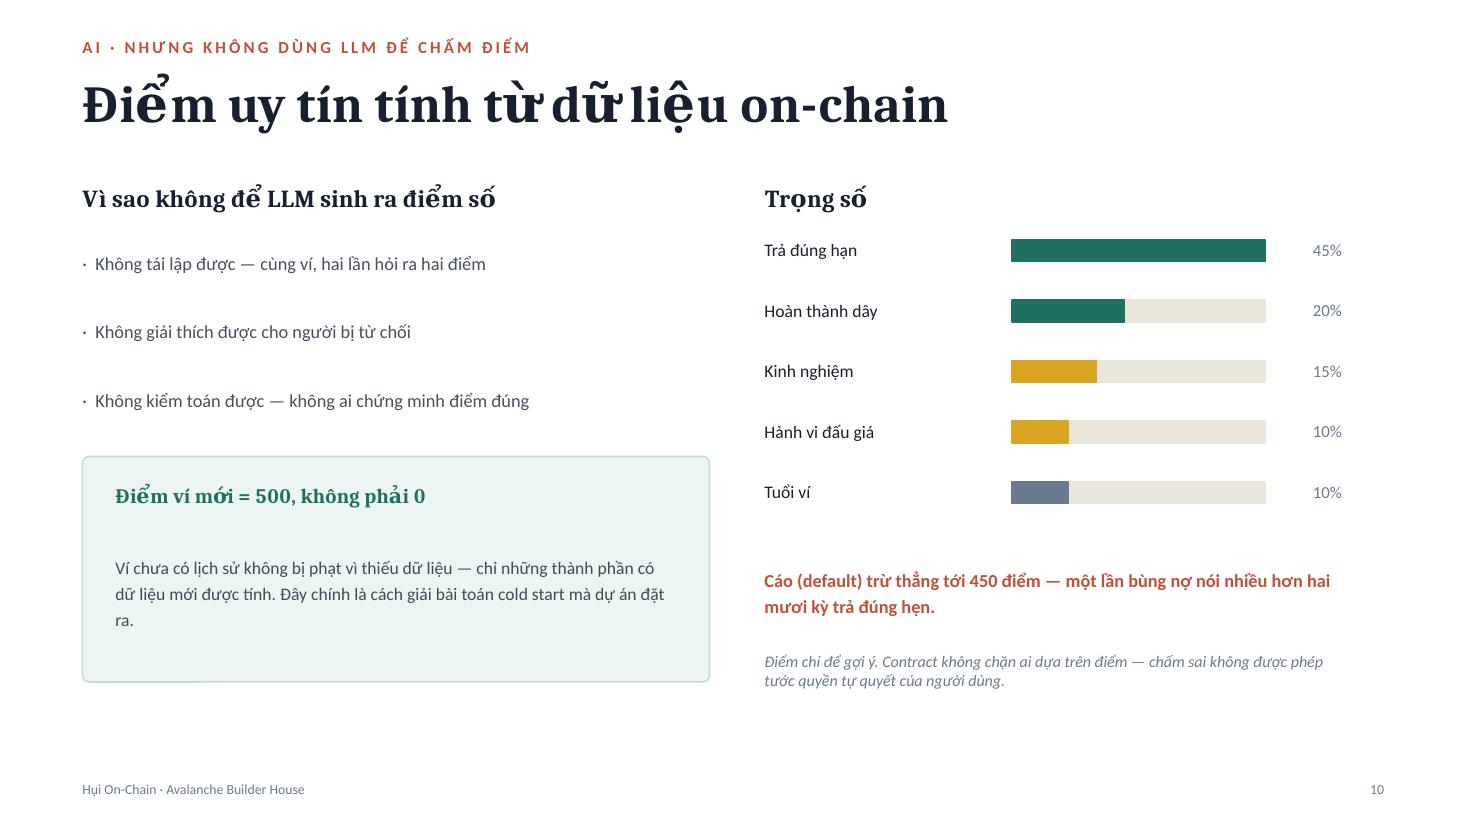 AI · NHƯNG KHÔNG DÙNG LLM ĐỂ CHẤM ĐIỂM
Điểm uy tín tính từ dữ liệu on-chain
Vì sao không để LLM sinh ra điểm số
· Không tái lập được — cùng ví, hai lần hỏi ra hai điểm
· Không giải thích được cho người bị từ chối
· Không kiểm toán được — không ai chứng minh điểm đúng
Điểm ví mới = 500, không phải 0
Ví chưa có lịch sử không bị phạt vì thiếu dữ liệu — chỉ những thành phần có
dữ liệu mới được tính. Đây chính là cách giải bài toán cold start mà dự án đặt
ra.
Trọng số
Trả đúng hạn 45%
Hoàn thành dây 20%
Kinh nghiệm 15%
Hành vi đấu giá 10%
Tuổi ví 10%
Cáo (default) trừ thẳng tới 450 điểm — một lần bùng nợ nói nhiều hơn hai
mươi kỳ trả đúng hẹn.
Điểm chỉ để gợi ý. Contract không chặn ai dựa trên điểm — chấm sai không được phép
tước quyền tự quyết của người dùng.
Hụi On-Chain · Avalanche Builder House
10